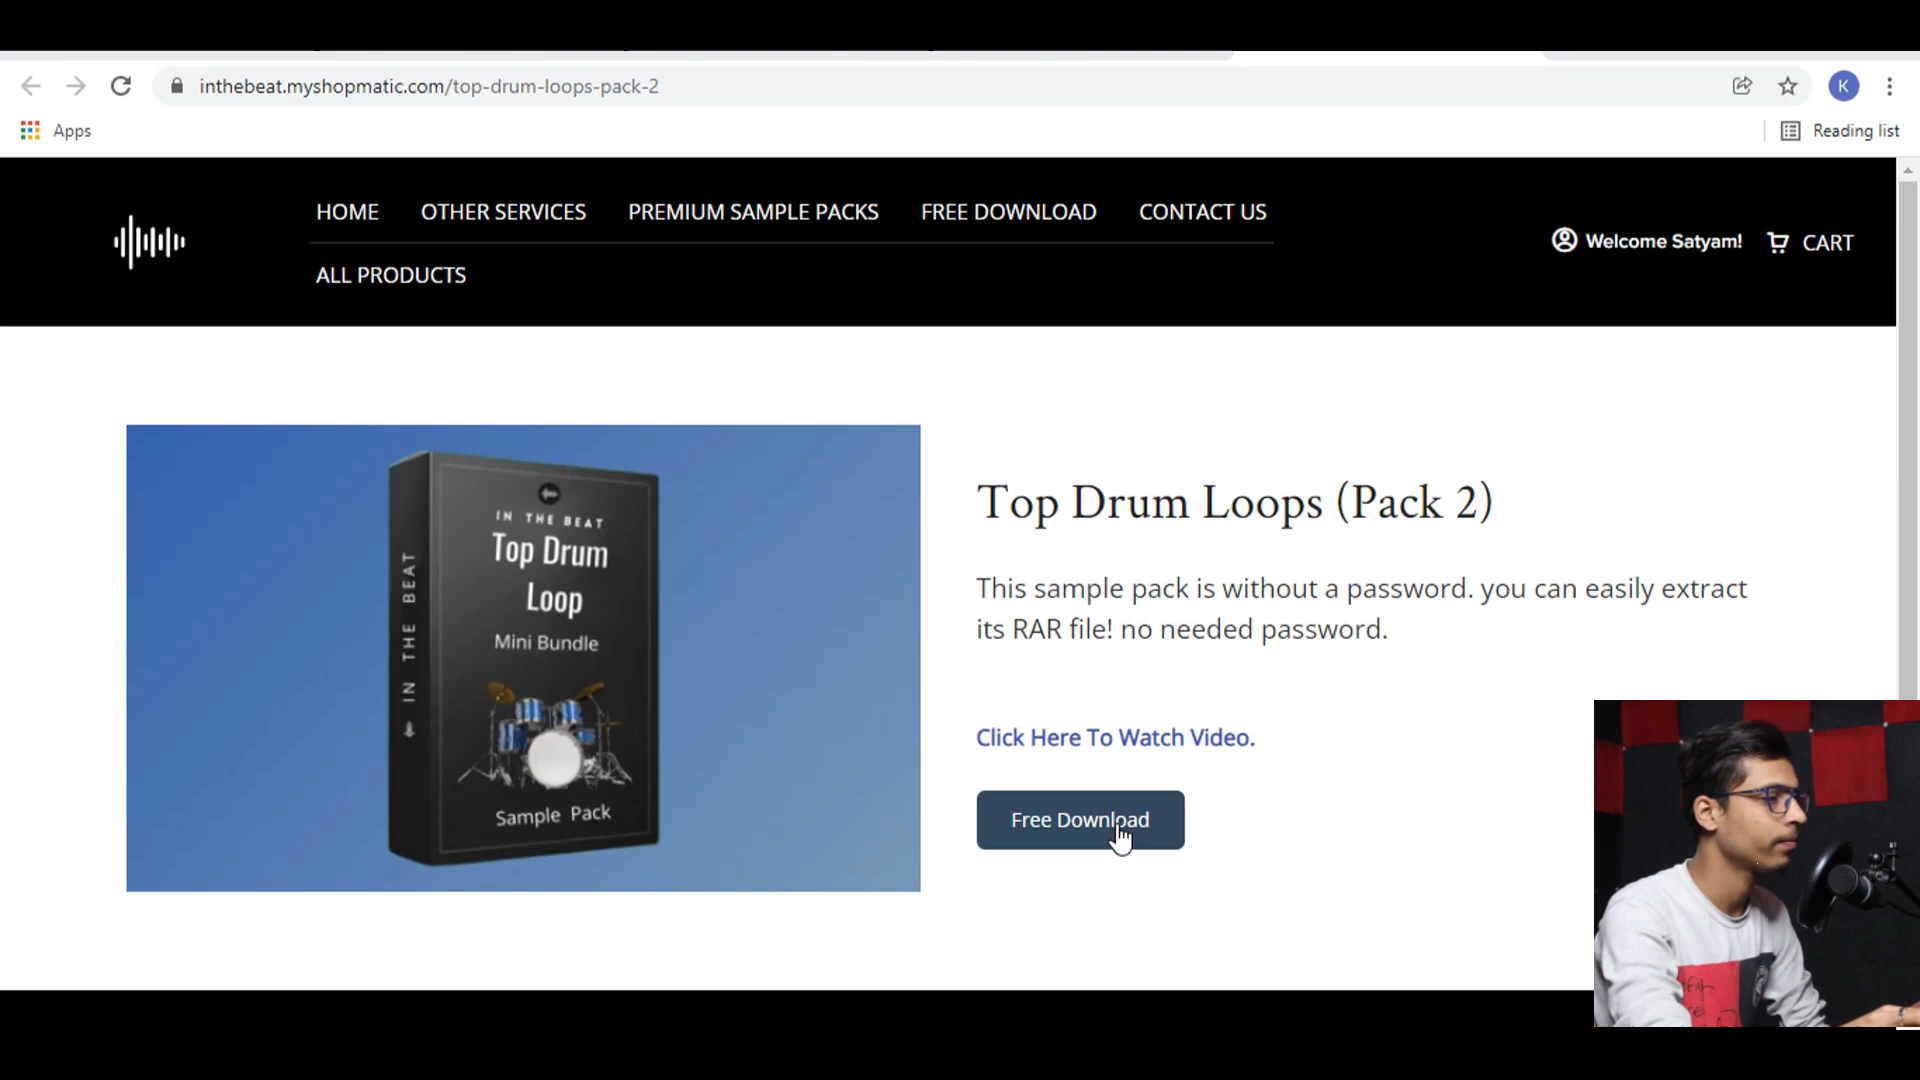 inthebeat.myshopmatic.com/top-drum-loops-pack-2
K
Apps
Reading list
HOME
OTHER SERVICES
PREMIUM SAMPLE PACKS
FREE DOWNLOAD
CONTACT US
ALL PRODUCTS
Welcome Satyam!
CART
IN THE BEAT
IN THE BEAT
Top Drum
Loop
Mini Bundle
Sample Pack
Top Drum Loops (Pack 2)
This sample pack is without a password. you can easily extract
its RAR file! no needed password.
Click Here To Watch Video.
Free Download